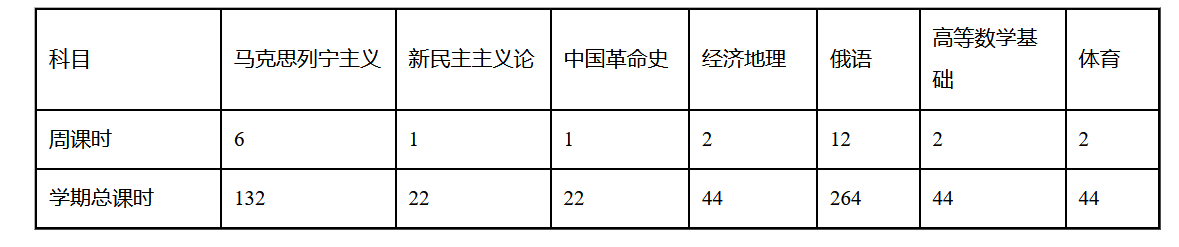 科目 马克思列宁主义 新民主主义论 中国革命史 经济地理 俄语 高等数学基础 体育
周课时 6 1 1 2 12 2 2
学期总课时 132 22 22 44 264 44 44